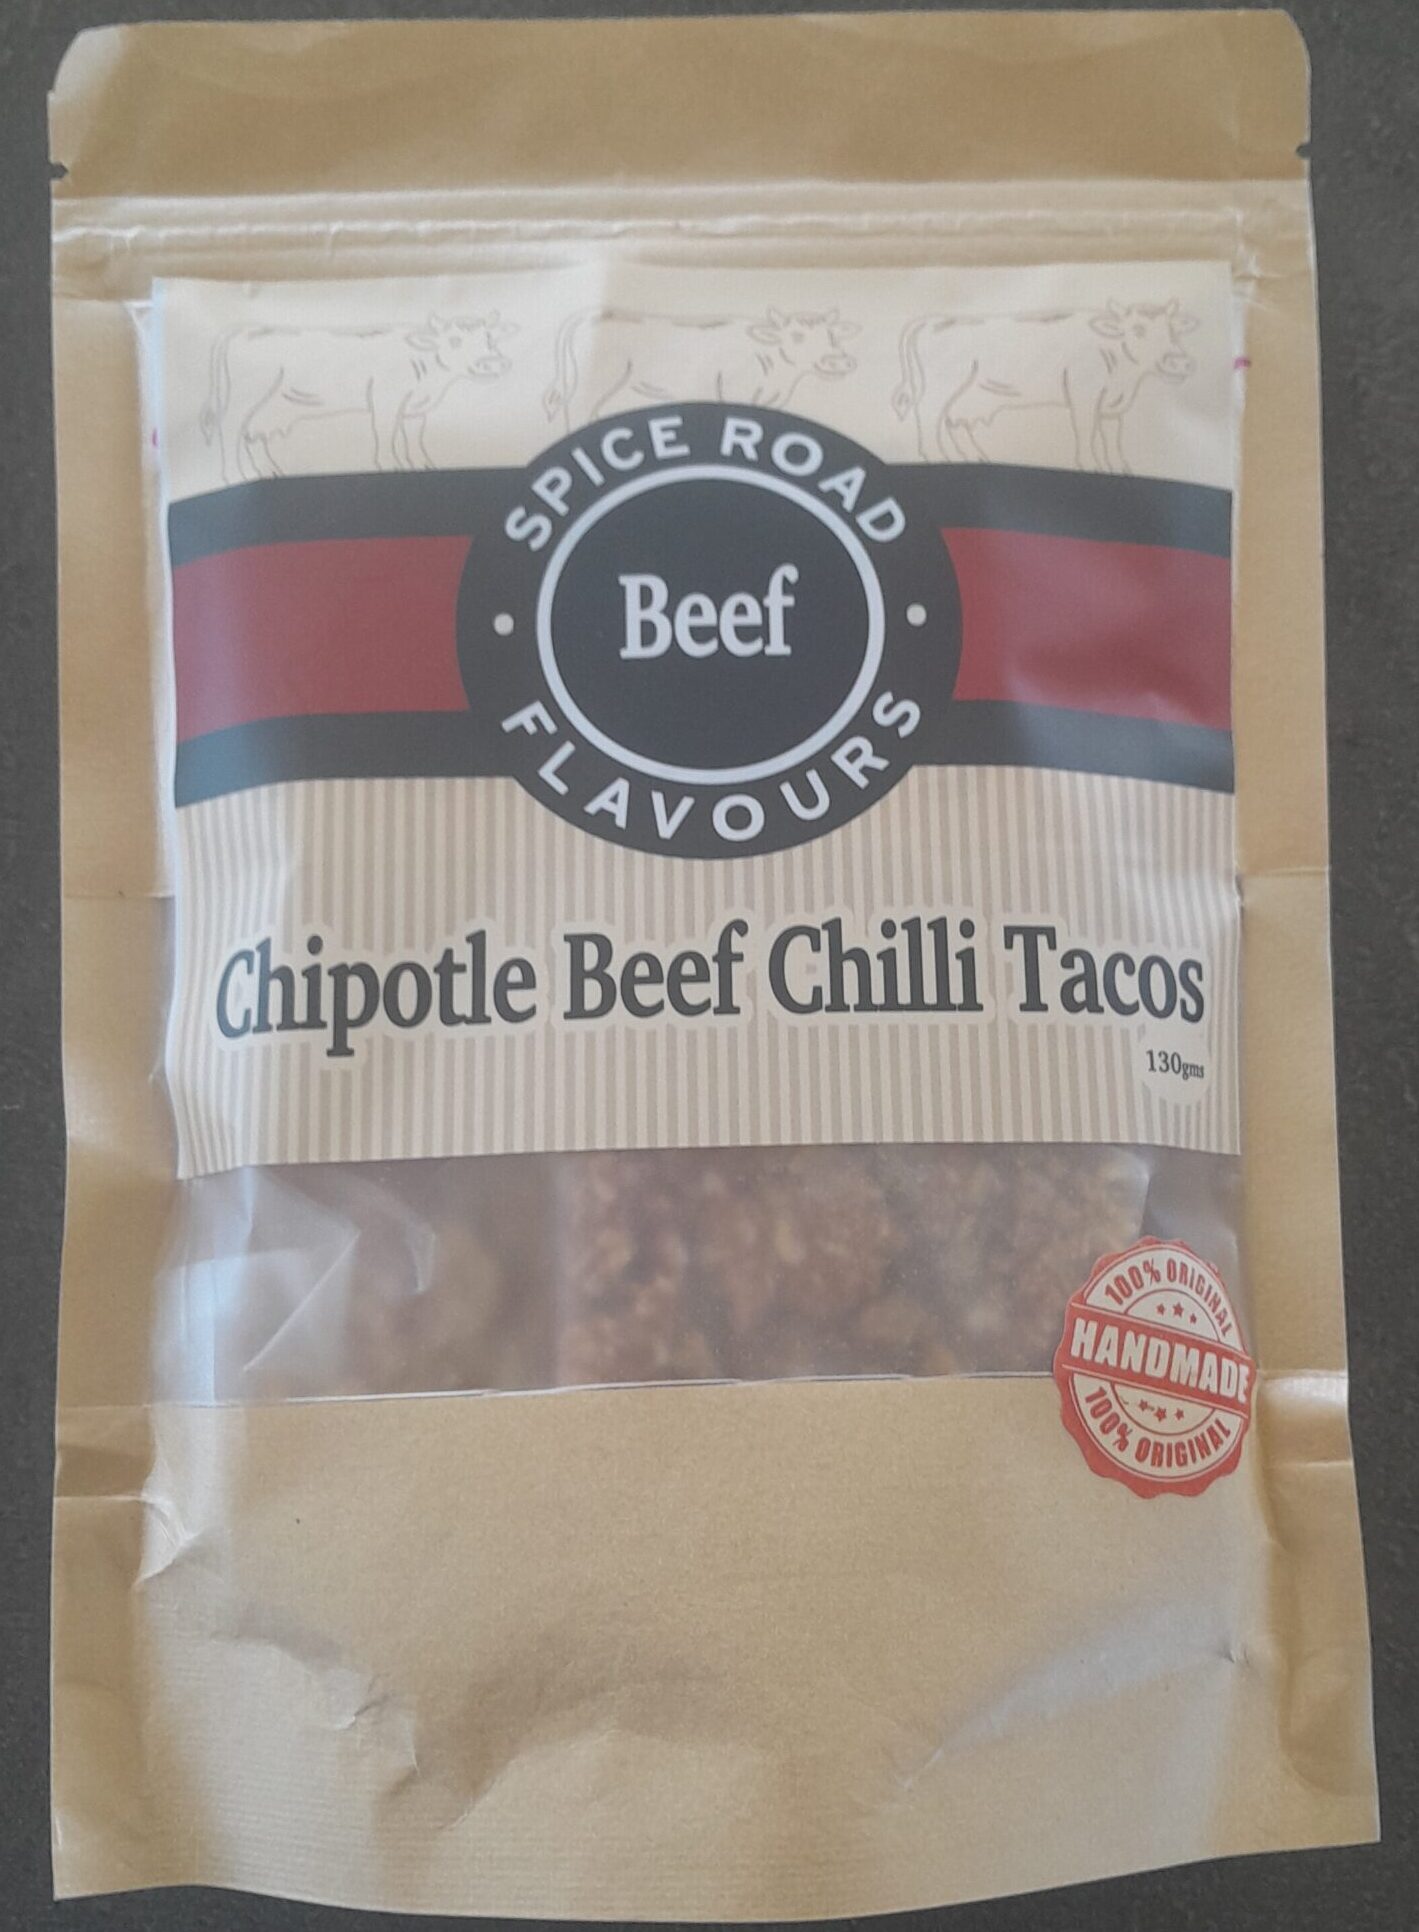 SPICE ROAD
Beef
FLAVOURS
Chipotle Beef Chilli Tacos
130gms
100% ORIGINAL
HANDMADE
100% ORIGINAL